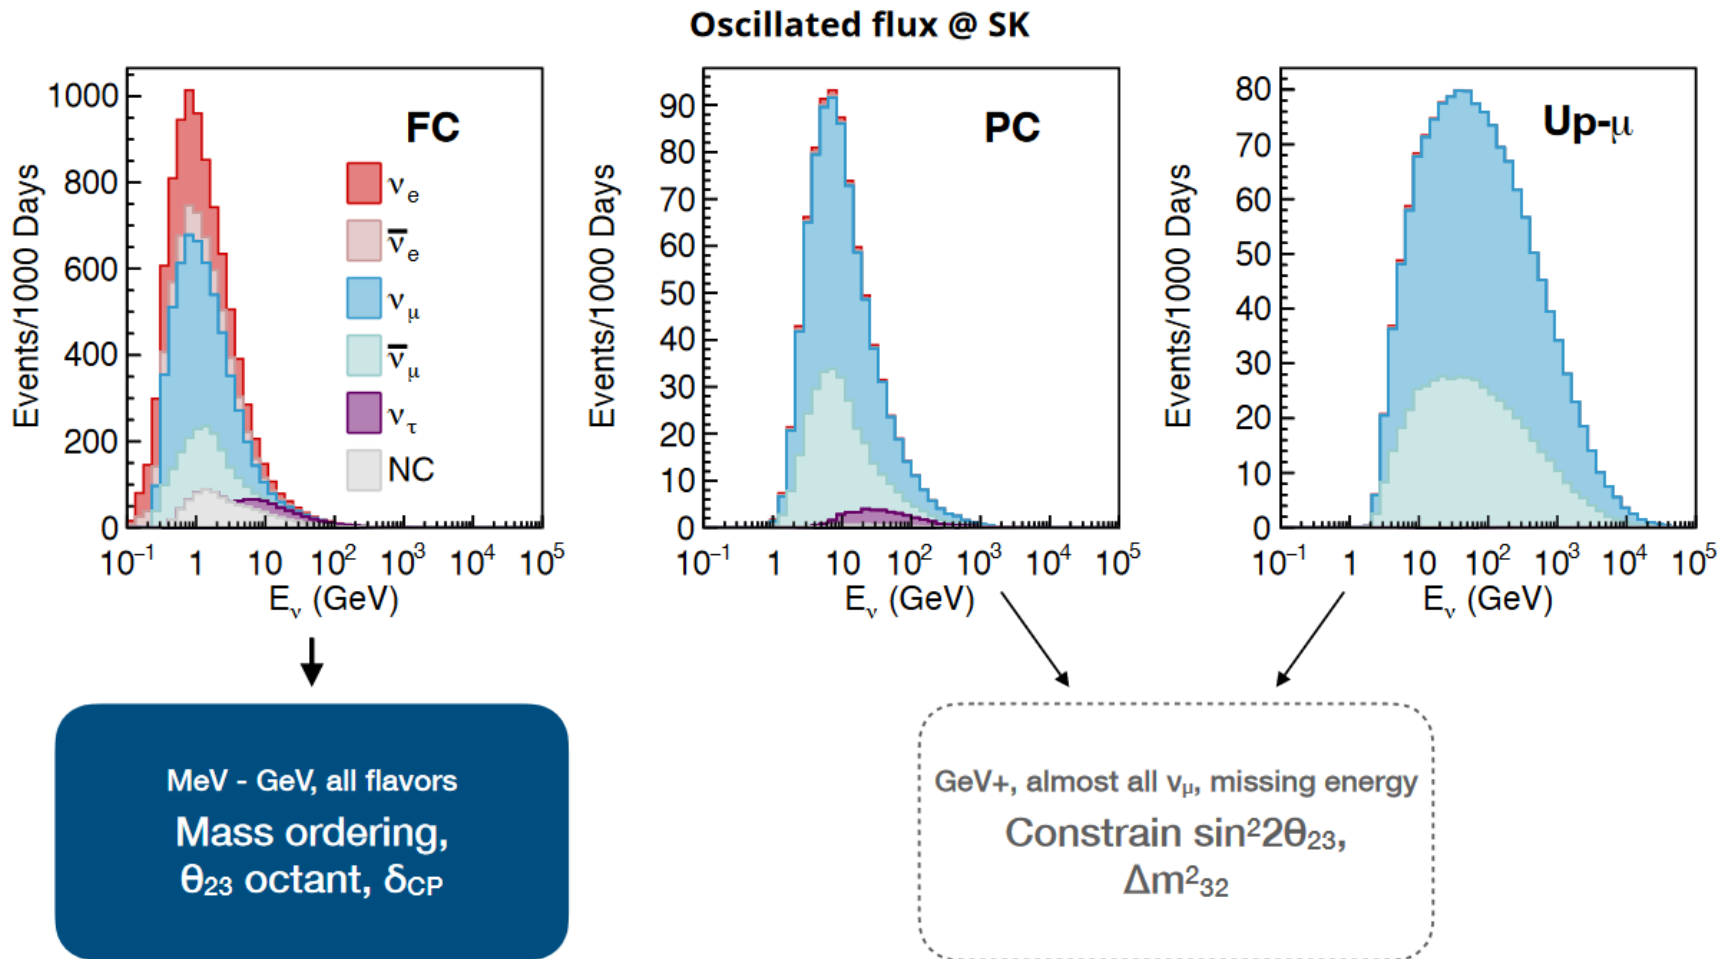 Oscillated flux @ SK
FC
1000
800
600
400
200
0
Events/1000 Days
νe
ν̅e
νμ
ν̅μ
ντ
NC
10⁻¹ 1 10 10² 10³ 10⁴ 10⁵
Eν (GeV)
PC
90
80
70
60
50
40
30
20
10
0
Events/1000 Days
10⁻¹ 1 10 10² 10³ 10⁴ 10⁵
Eν (GeV)
Up-μ
80
70
60
50
40
30
20
10
0
Events/1000 Days
10⁻¹ 1 10 10² 10³ 10⁴ 10⁵
Eν (GeV)
MeV - GeV, all flavors
Mass ordering,
θ₂₃ octant, δCP
GeV+, almost all νμ, missing energy
Constrain sin²2θ₂₃,
Δm²₃₂